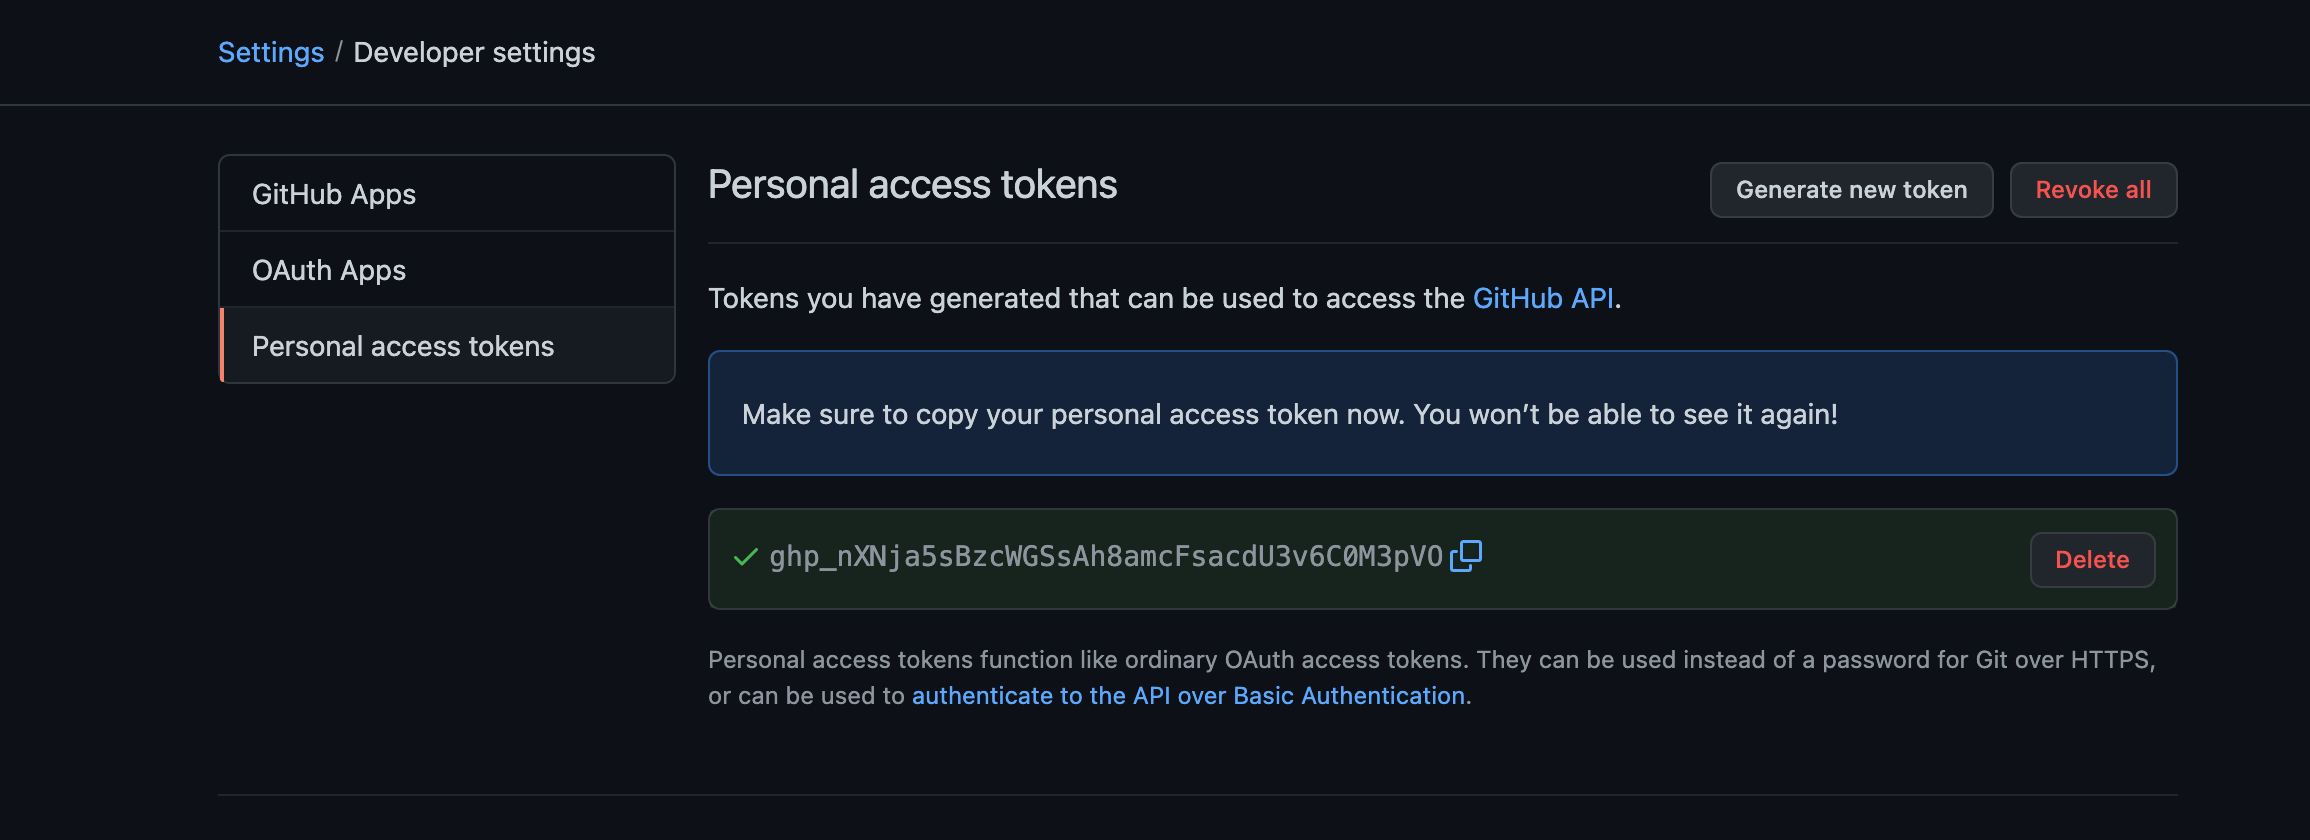 Settings / Developer settings
GitHub Apps
OAuth Apps
Personal access tokens
Personal access tokens
Generate new token
Revoke all
Tokens you have generated that can be used to access the GitHub API.
Make sure to copy your personal access token now. You won’t be able to see it again!
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
Delete
Personal access tokens function like ordinary OAuth access tokens. They can be used instead of a password for Git over HTTPS,
or can be used to authenticate to the API over Basic Authentication.